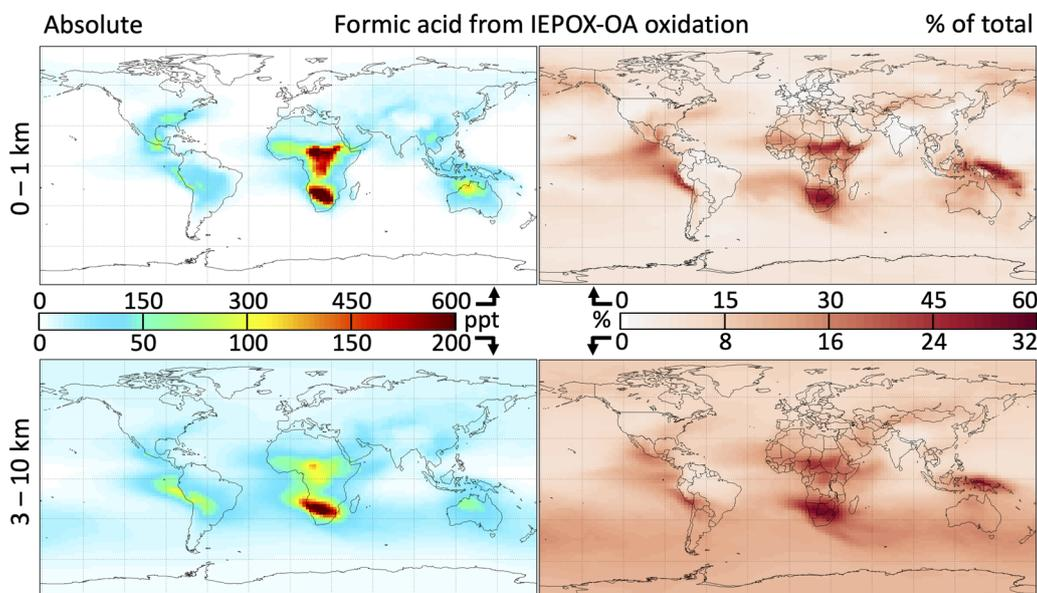 Absolute Formic acid from IEPOX-OA oxidation % of total
0 – 1 km
0 150 300 450 600 0 15 30 45 60
ppt %
0 50 100 150 200 0 8 16 24 32
3 – 10 km